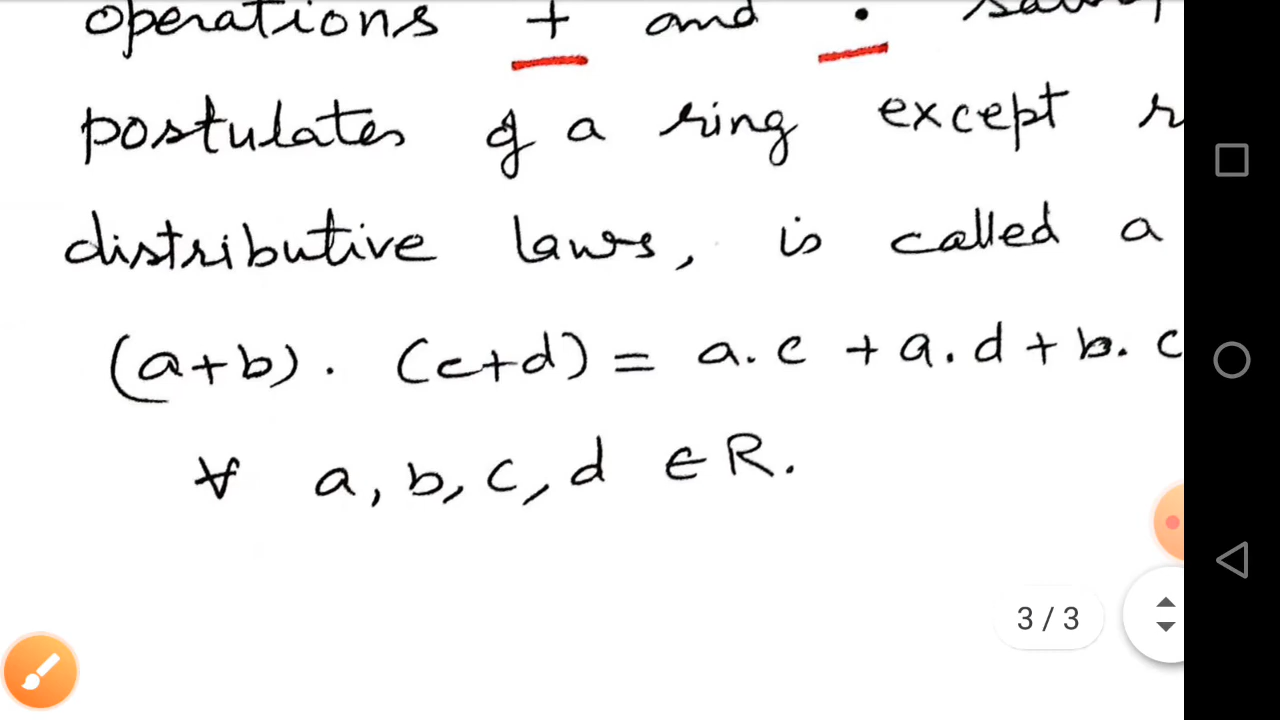 operations + and ·
postulates of a ring except
distributive laws, is called a
(a+b) . (c+d) = a.c + a.d + b.c
∀ a, b, c, d ∈ R.
3 / 3